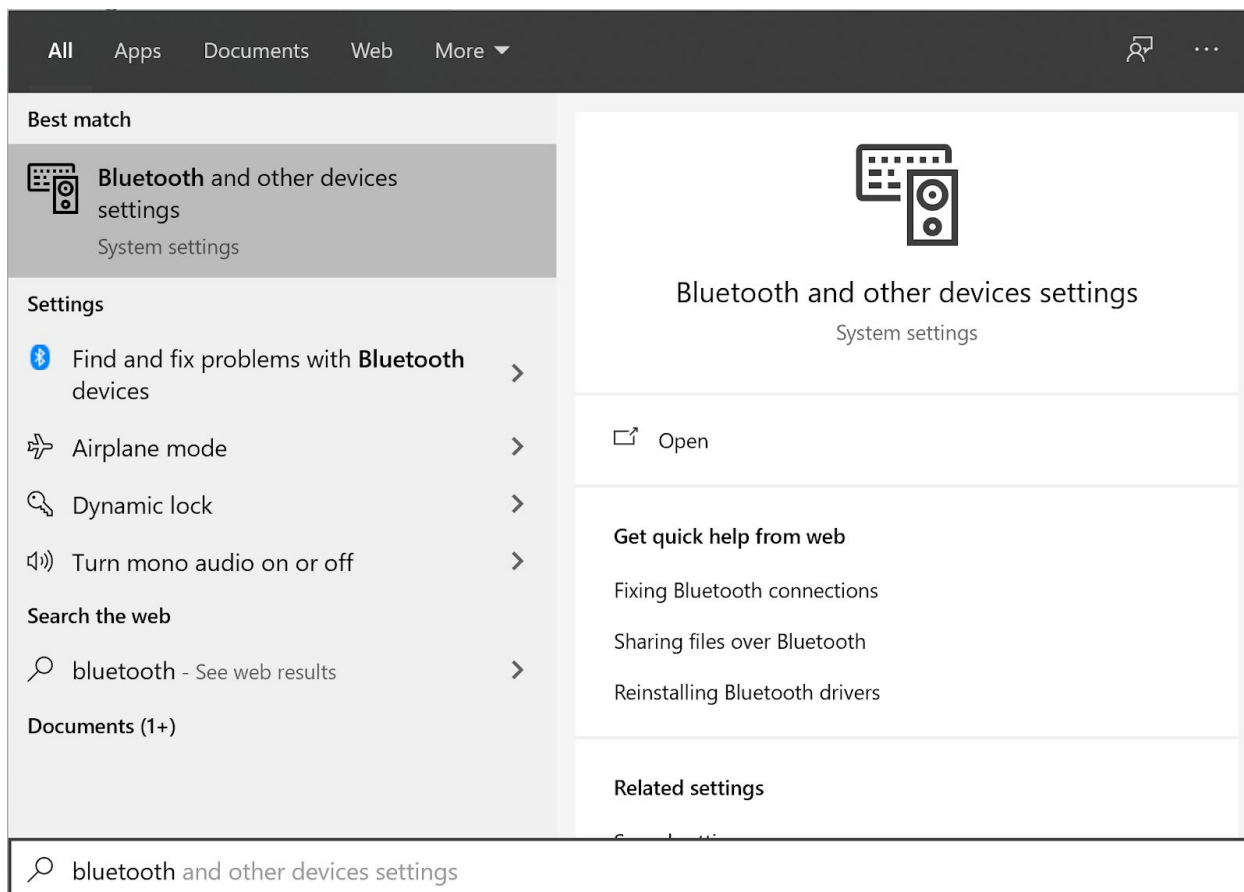 All Apps Documents Web More
Best match
Bluetooth and other devices
settings
System settings
Settings
Find and fix problems with Bluetooth
devices
Airplane mode
Dynamic lock
Turn mono audio on or off
Search the web
bluetooth - See web results
Documents (1+)
Bluetooth and other devices settings
System settings
Open
Get quick help from web
Fixing Bluetooth connections
Sharing files over Bluetooth
Reinstalling Bluetooth drivers
Related settings
bluetooth and other devices settings